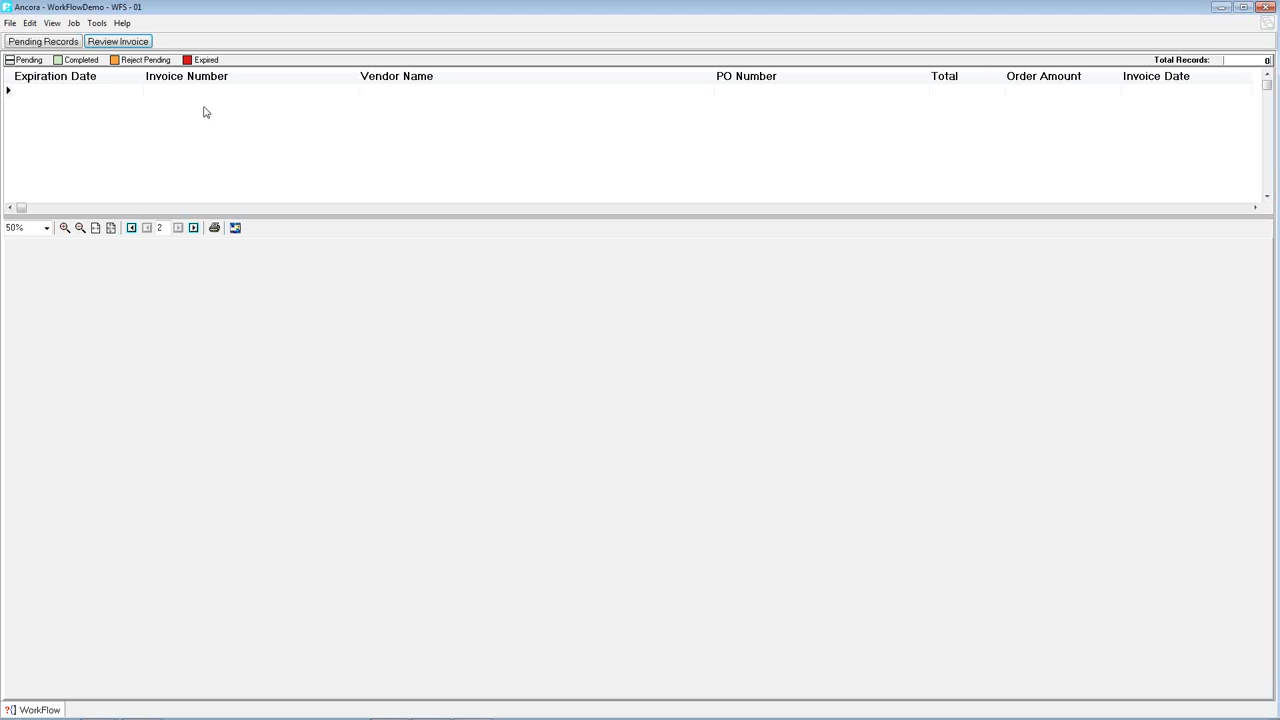 Ancora - WorkFlowDemo - WFS - 01
File Edit View Job Tools Help
Pending Records Review Invoice
Pending Completed Reject Pending Expired Total Records: 0
Expiration Date Invoice Number Vendor Name PO Number Total Order Amount Invoice Date
50% 2
?{} WorkFlow